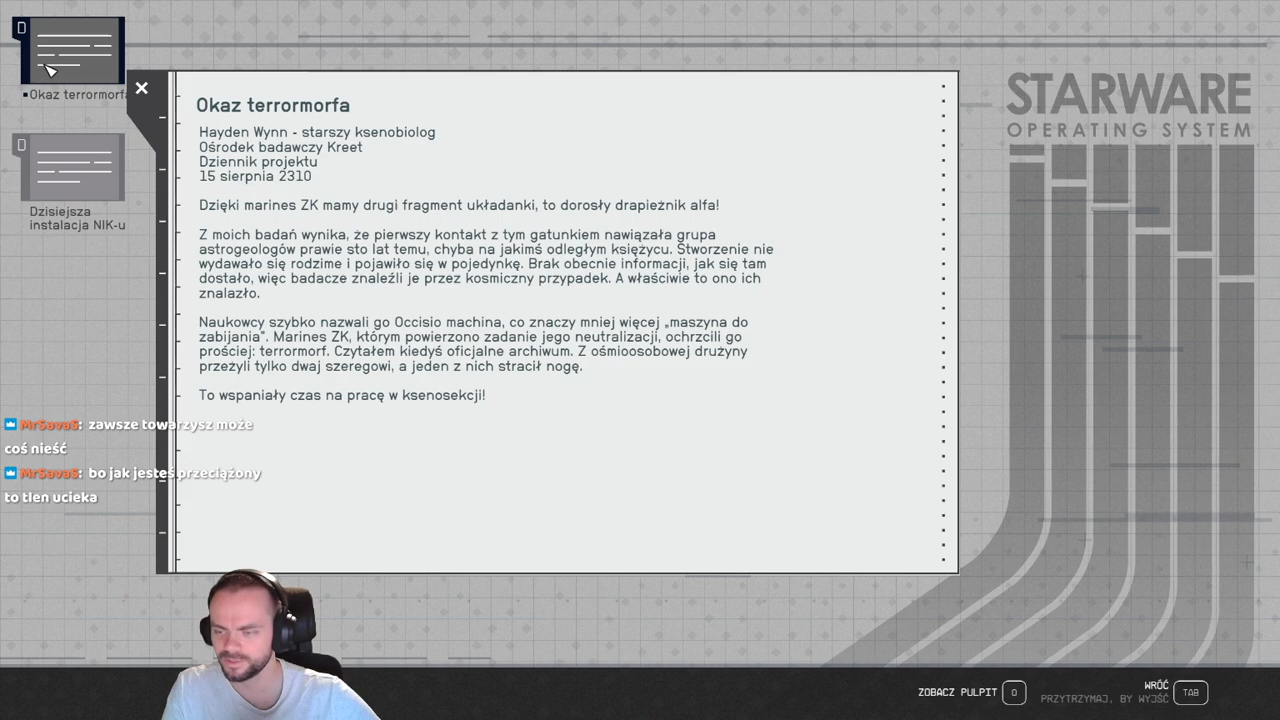 D
Okaz terrormorfa
D
Dzisiejsza
instalacja NIK-u
Okaz terrormorfa
Hayden Wynn - starszy ksenobiolog
Ośrodek badawczy Kreet
Dziennik projektu
15 sierpnia 2310
Dzięki marines ZK mamy drugi fragment układanki, to dorosły drapieżnik alfa!
Z moich badań wynika, że pierwszy kontakt z tym gatunkiem nawiązała grupa
astrogeologów prawie sto lat temu, chyba na jakimś odległym księżycu. Stworzenie nie
wydawało się rodzime i pojawiło się w pojedynkę. Brak obecnie informacji, jak się tam
dostało, więc badacze znaleźli je przez kosmiczny przypadek. A właściwie to ono ich
znalazło.
Naukowcy szybko nazwali go Occisio machina, co znaczy mniej więcej „maszyna do
zabijania”. Marines ZK, którym powierzono zadanie jego neutralizacji, ochrzcili go
prościej: terrormorf. Czytałem kiedyś oficjalne archiwum. Z ośmioosobowej drużyny
przeżyli tylko dwaj szeregowi, a jeden z nich stracił nogę.
To wspaniały czas na pracę w ksenosekcji!
STARWARE
OPERATING SYSTEM
MrSavaS: zawsze towarzysz może
coś nieść
MrSavaS: bo jak jesteś przeciążony
to tlen ucieka
ZOBACZ PULPIT O
WRÓĆ
PRZYTRZYMAJ, BY WYJŚĆ TAB